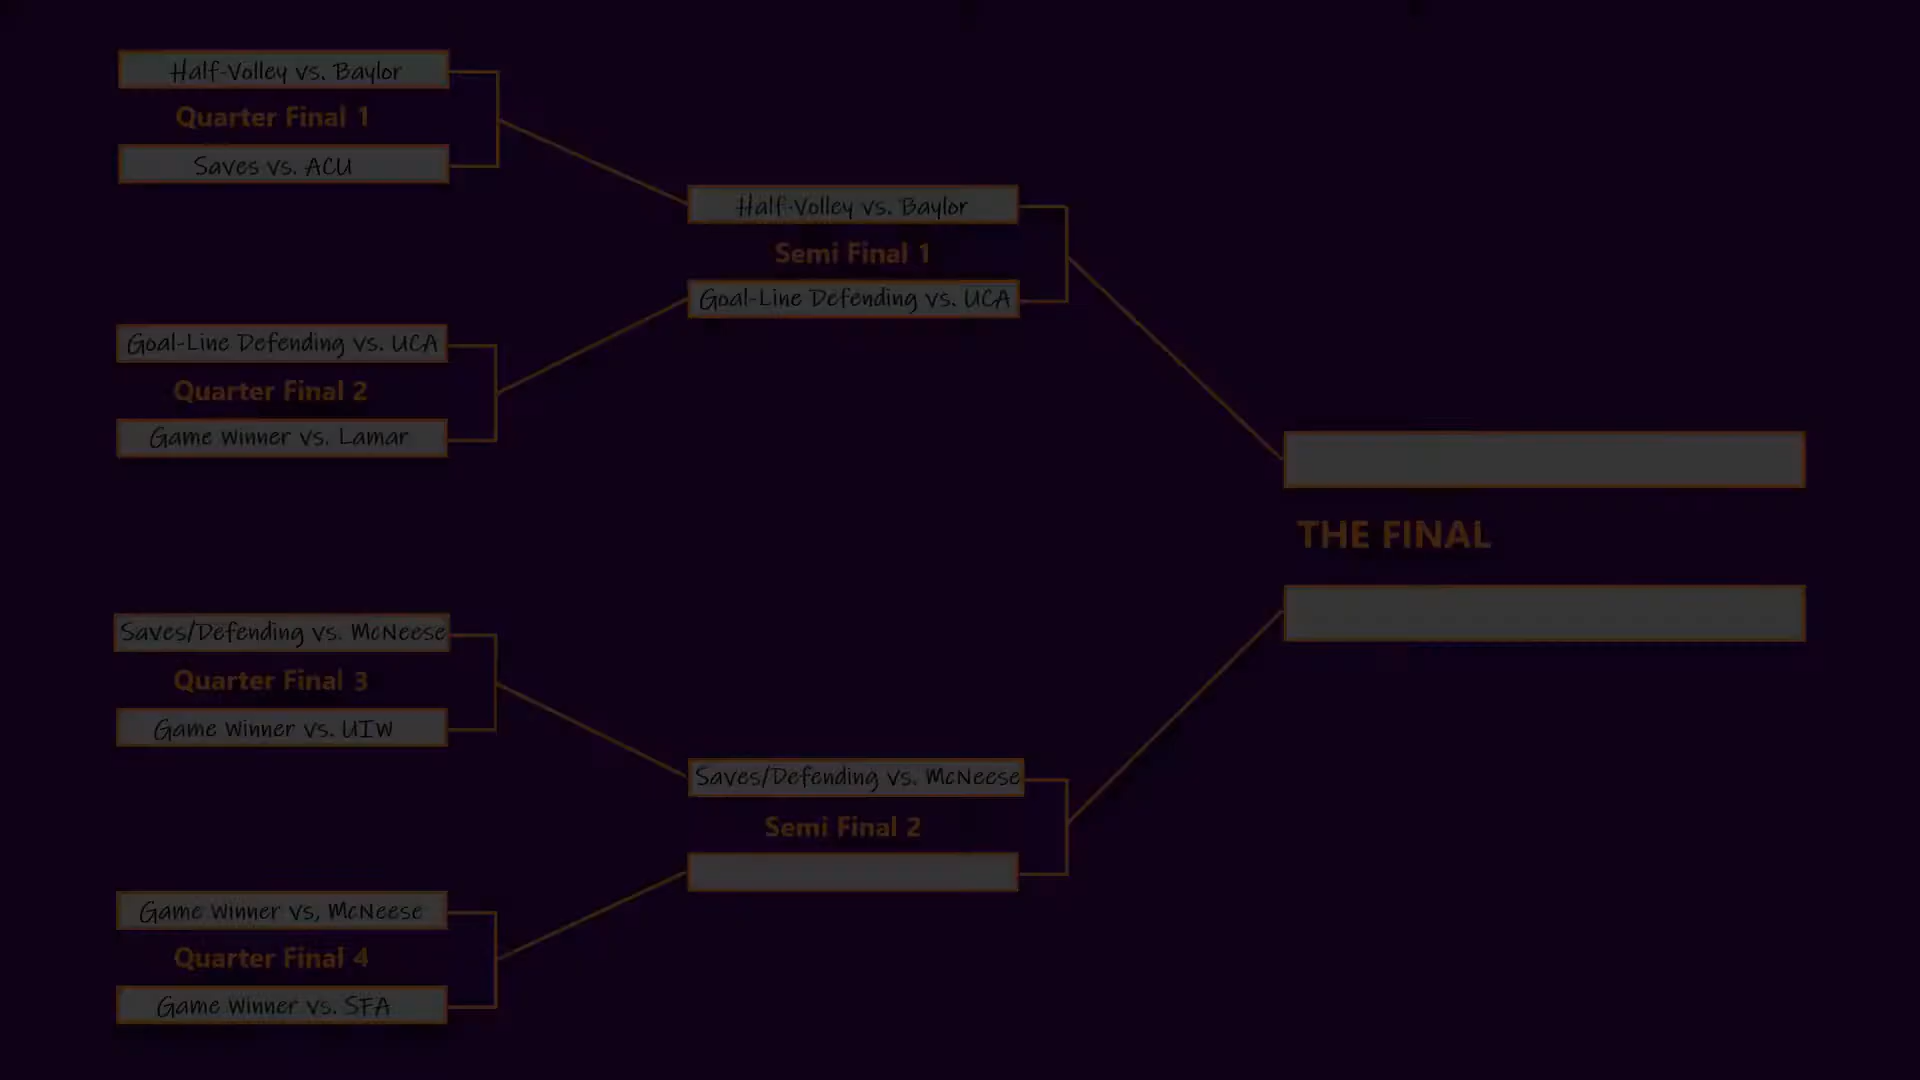 Half-Volley vs. Baylor
Quarter Final 1
Saves vs. ACU
Half-Volley vs. Baylor
Semi Final 1
Goal-Line Defending vs. UCA
Goal-Line Defending vs. UCA
Quarter Final 2
Game Winner vs. Lamar
THE FINAL
Saves/Defending vs. McNeese
Quarter Final 3
Game Winner vs. UIW
Saves/Defending vs. McNeese
Semi Final 2
Game Winner vs, McNeese
Quarter Final 4
Game Winner vs. SFA